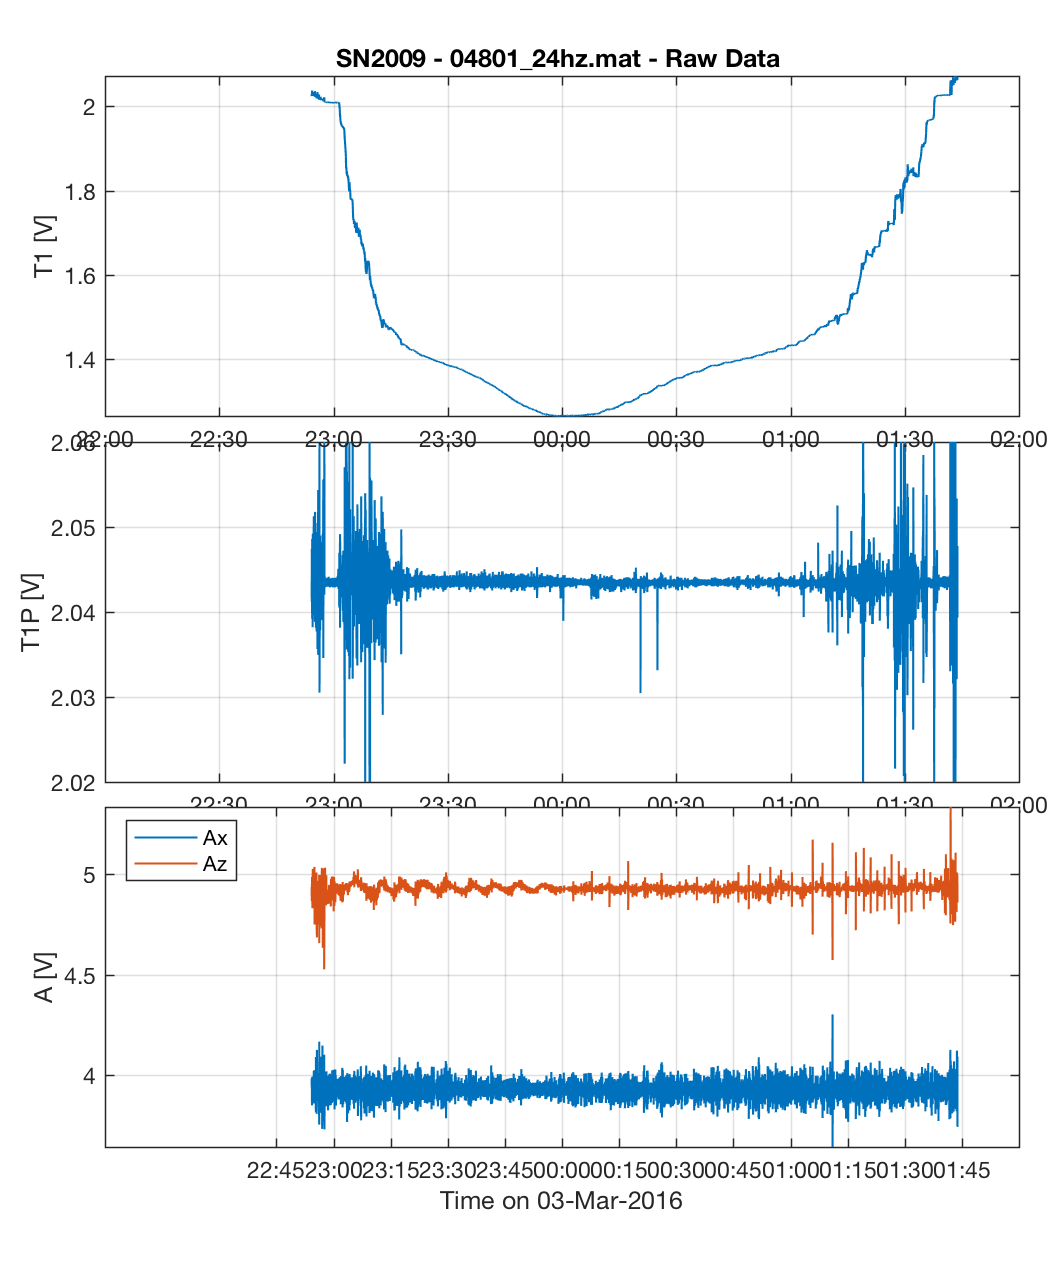 SN2009 - 04801_24hz.mat - Raw Data
2
1.8
1.6
1.4
T1 [V]
22:00 22:30 23:00 23:30 00:00 00:30 01:00 01:30 02:00
2.06
2.05
2.04
2.03
2.02
T1P [V]
22:30 23:00 23:30 00:00 00:30 01:00 01:30 02:00
Ax
Az
5
4.5
4
A [V]
22:45 23:00 23:15 23:30 23:45 00:00 00:15 00:30 00:45 01:00 01:15 01:30 01:45
Time on 03-Mar-2016